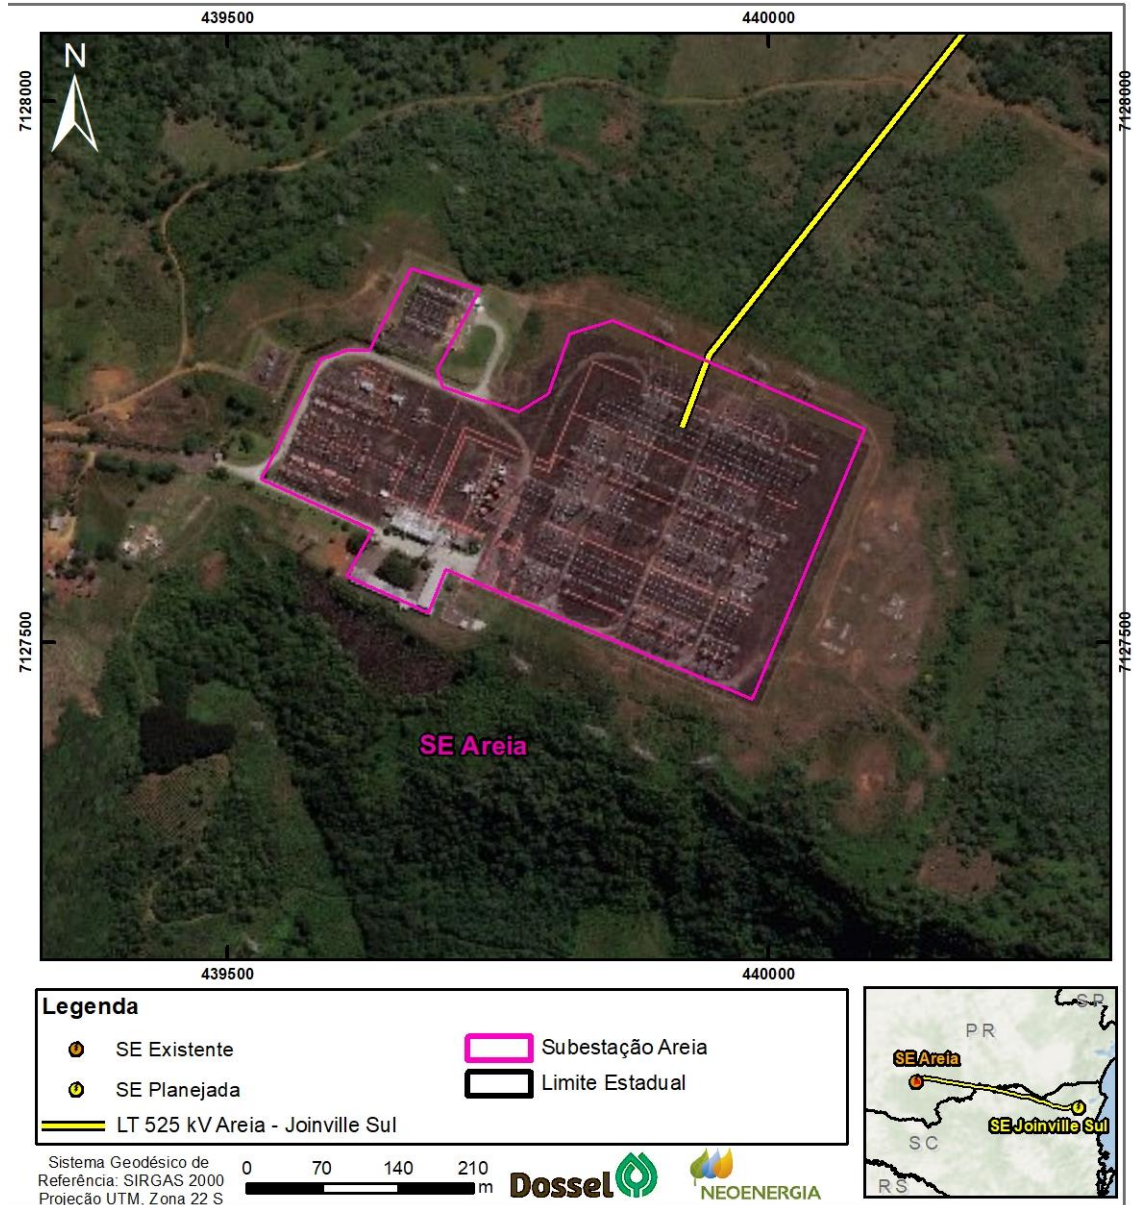 439500
440000
N
7128000
7128000
7127500
7127500
SE Areia
439500
440000
Legenda
SE Existente
SE Planejada
LT 525 kV Areia - Joinville Sul
Subestação Areia
Limite Estadual
SP
PR
SE Areia
SE Joinville Sul
SC
RS
Sistema Geodésico de
Referência: SIRGAS 2000
Projeção UTM. Zona 22 S
0 70 140 210
m
Dossel
NEOENERGIA